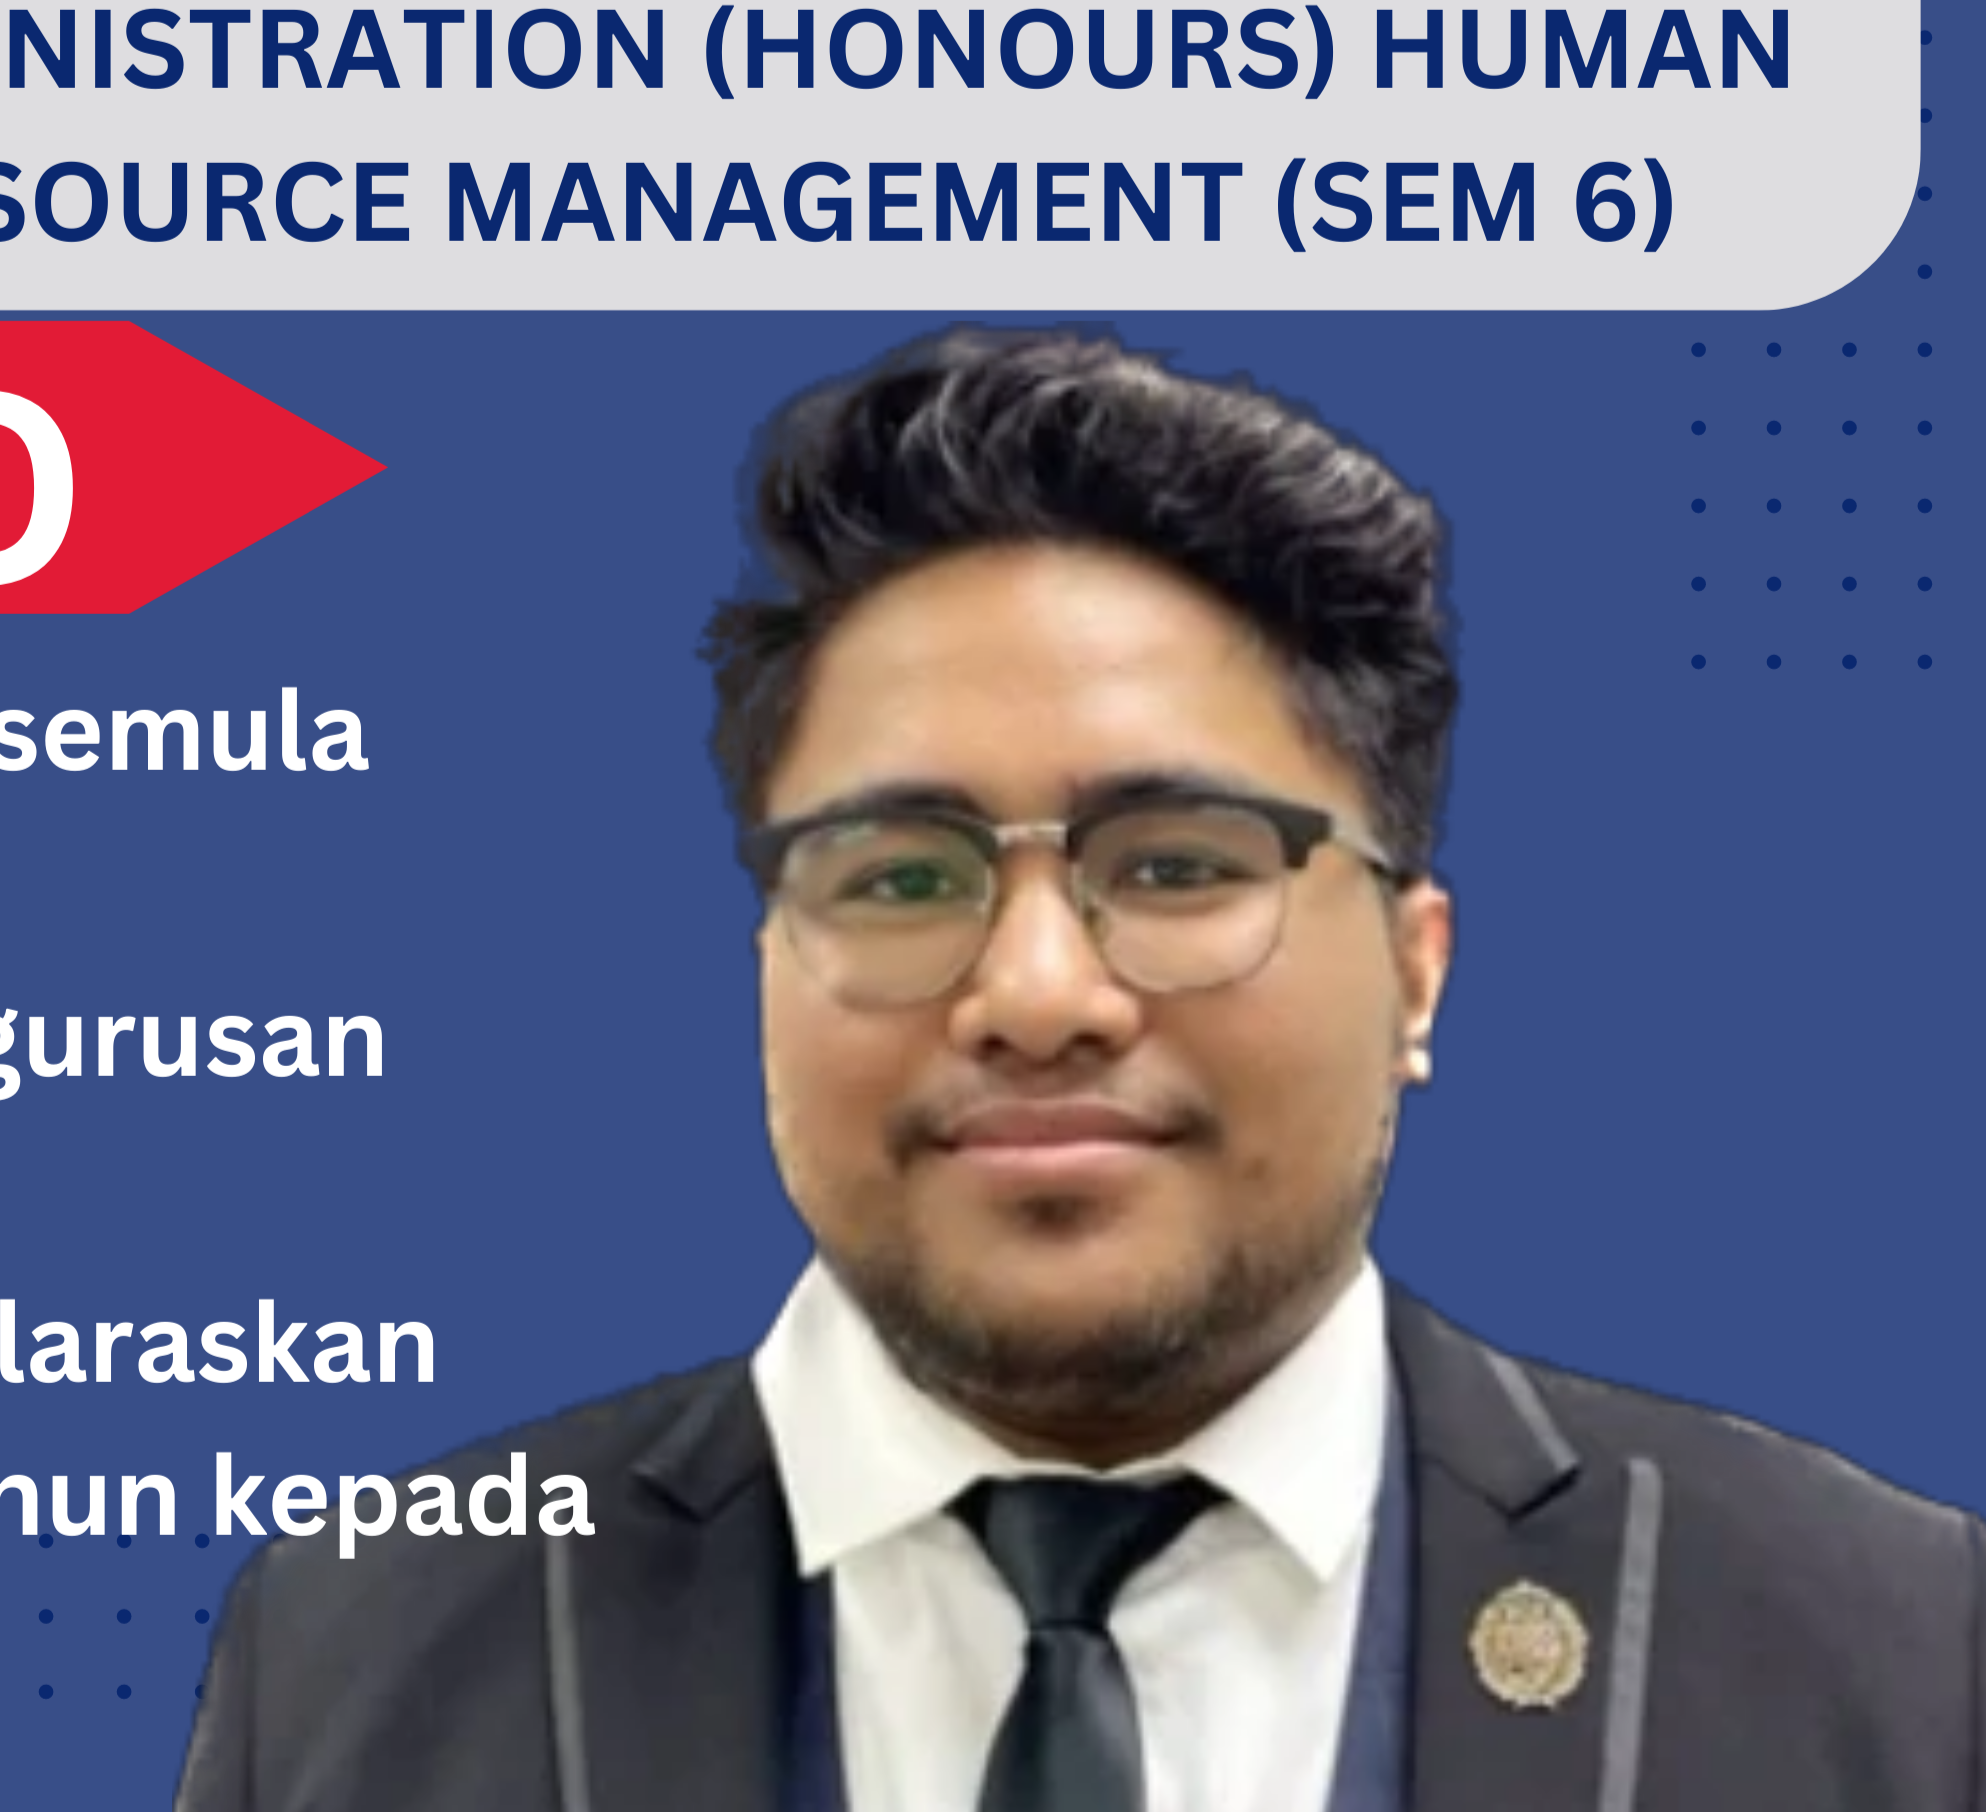 NISTRATION (HONOURS) HUMAN
SOURCE MANAGEMENT (SEM 6)
semula
gurusan
laraskan
hun kepada